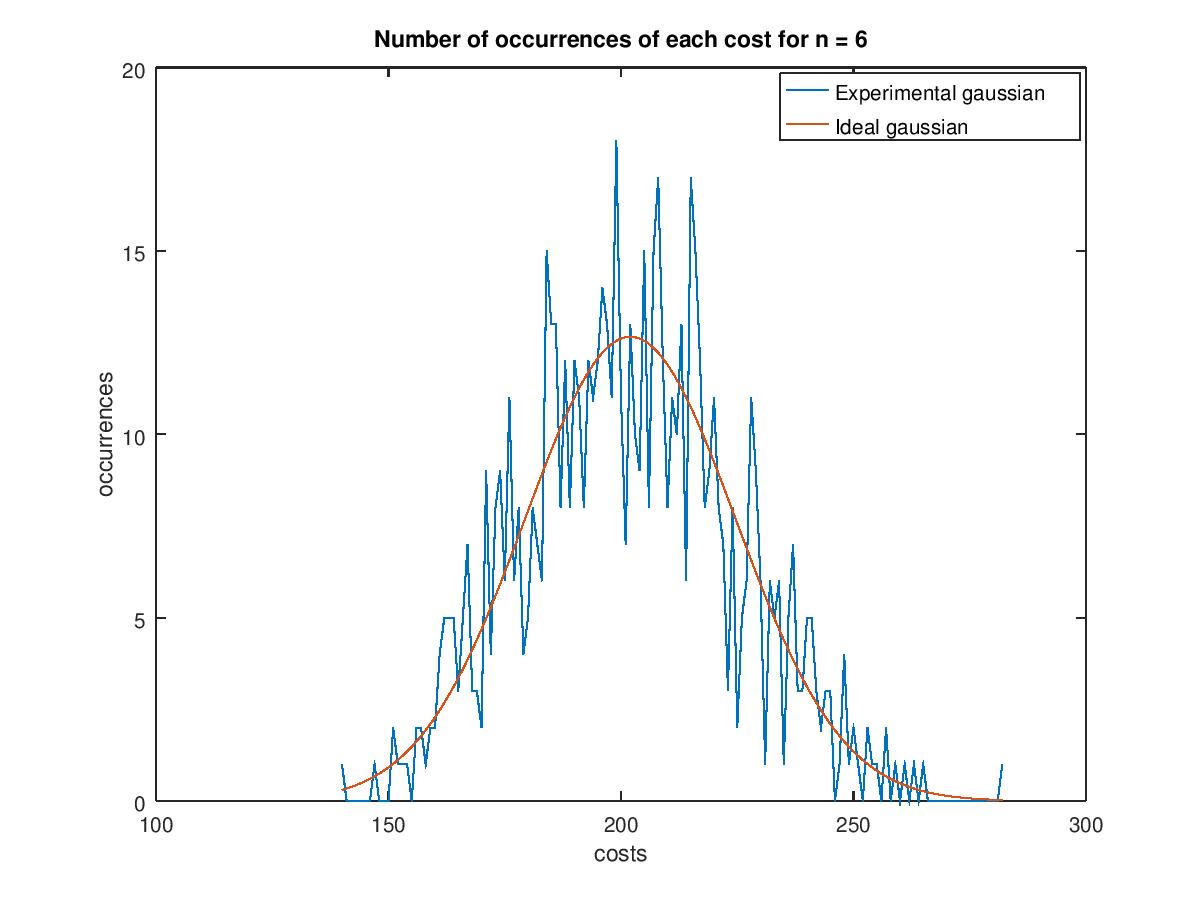 Number of occurrences of each cost for n = 6
20
Experimental gaussian
Ideal gaussian
15
10
occurrences
5
0
100 150 200 250 300
costs